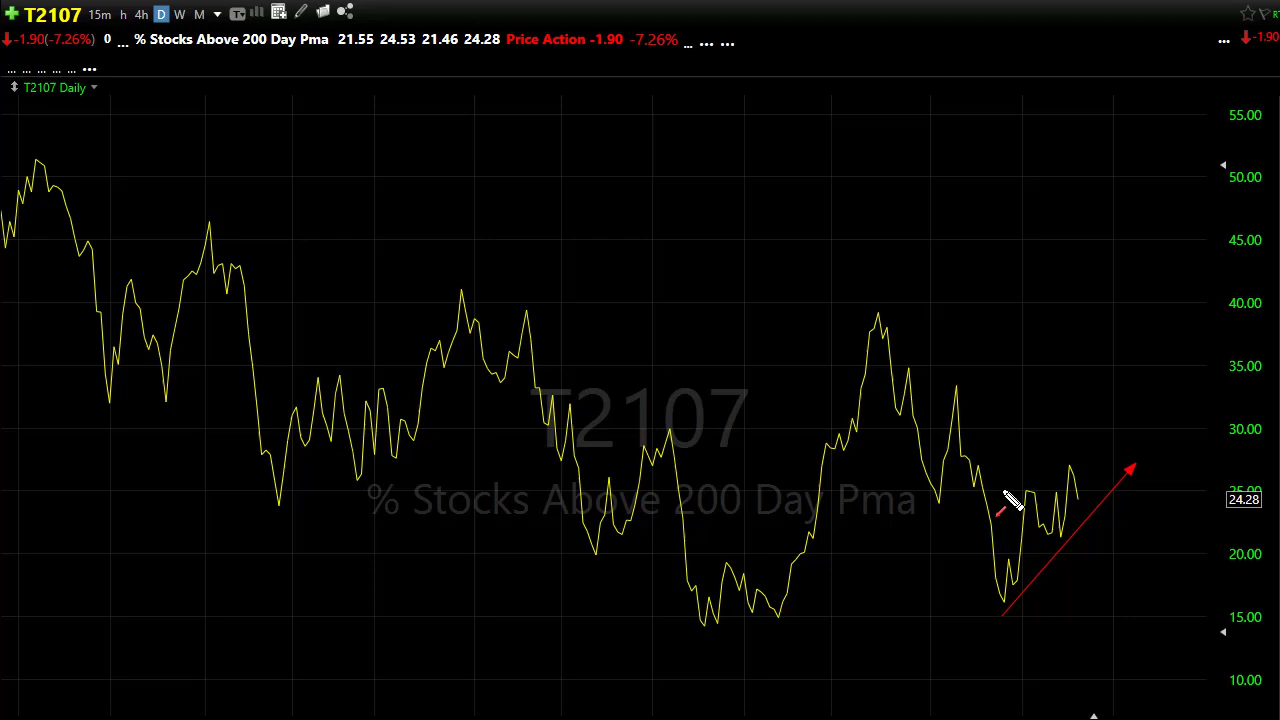 T2107 15m h 4h D W M T
-1.90(-7.26%) 0 ... % Stocks Above 200 Day Pma 21.55 24.53 21.46 24.28 Price Action -1.90 -7.26% ... ... ... ... -1.90
... ... ... ... ... ...
T2107 Daily
55.00
50.00
45.00
40.00
35.00
30.00
25.00
24.28
20.00
15.00
10.00
T2107
% Stocks Above 200 Day Pma